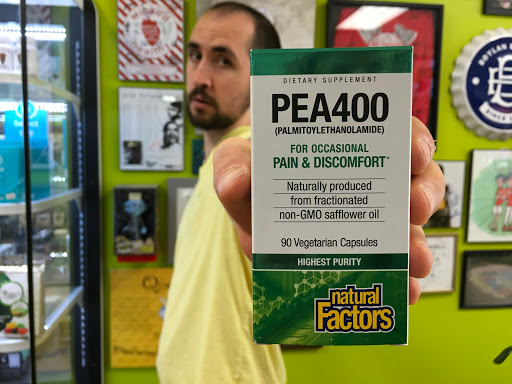 DIETARY SUPPLEMENT
PEA400
(PALMITOYLETHANOLAMIDE)
FOR OCCASIONAL
PAIN & DISCOMFORT*
Naturally produced
from fractionated
non-GMO safflower oil
90 Vegetarian Capsules
HIGHEST PURITY
natural
Factors